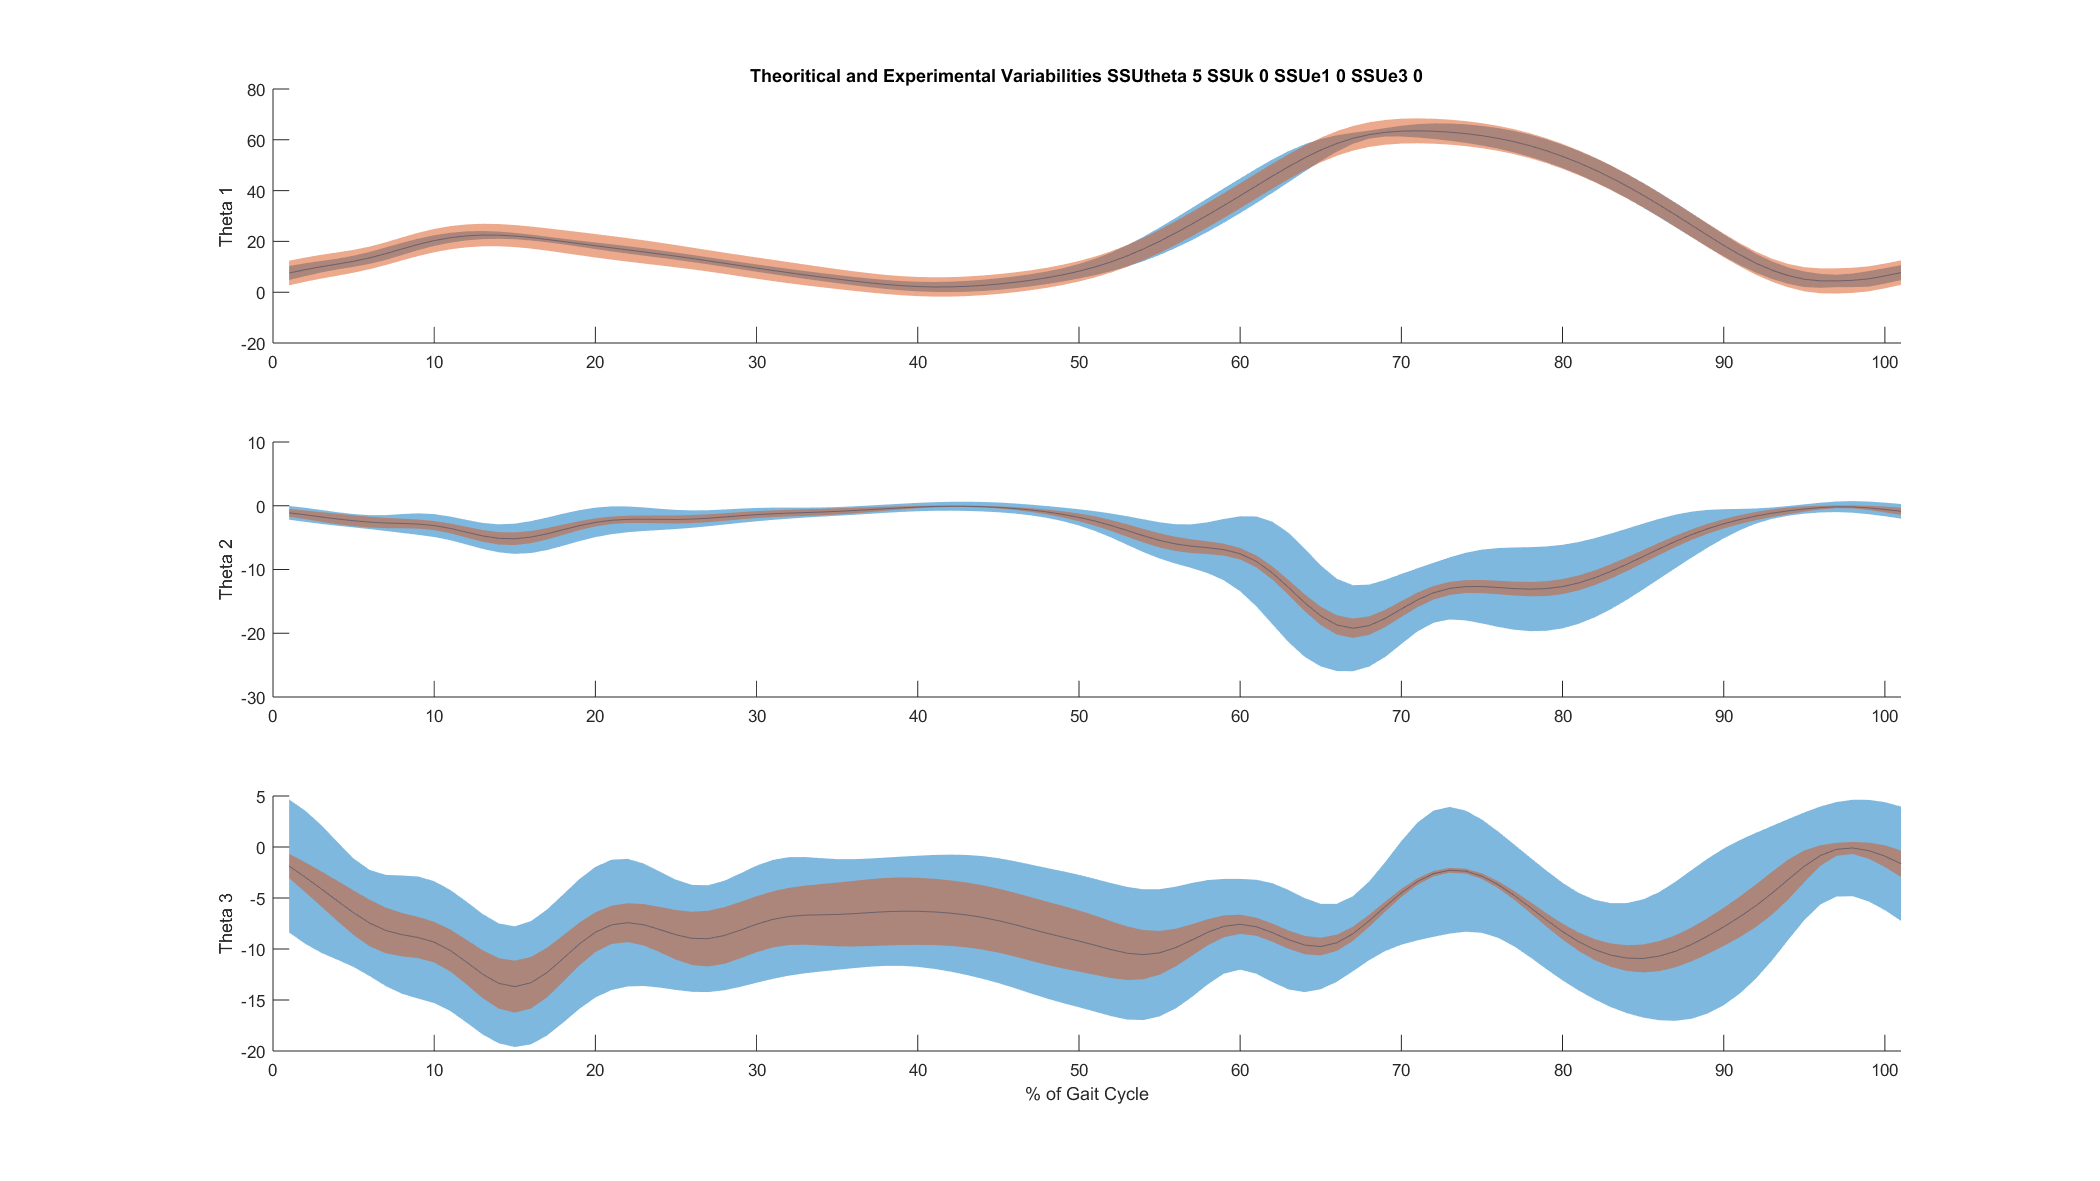 Theoritical and Experimental Variabilities SSUtheta 5 SSUk 0 SSUe1 0 SSUe3 0
80
60
40
20
0
-20
Theta 1
0 10 20 30 40 50 60 70 80 90 100
10
0
-10
-20
-30
Theta 2
0 10 20 30 40 50 60 70 80 90 100
5
0
-5
-10
-15
-20
Theta 3
0 10 20 30 40 50 60 70 80 90 100
% of Gait Cycle